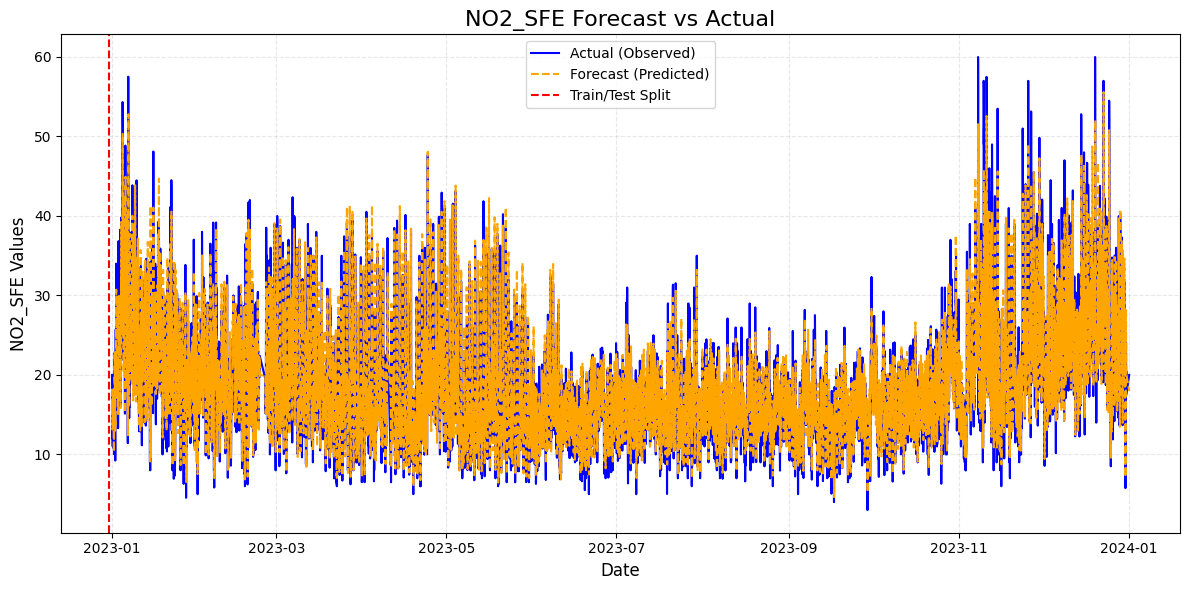 NO2_SFE Forecast vs Actual
Actual (Observed)
Forecast (Predicted)
Train/Test Split
NO2_SFE Values
60
50
40
30
20
10
2023-01 2023-03 2023-05 2023-07 2023-09 2023-11 2024-01
Date